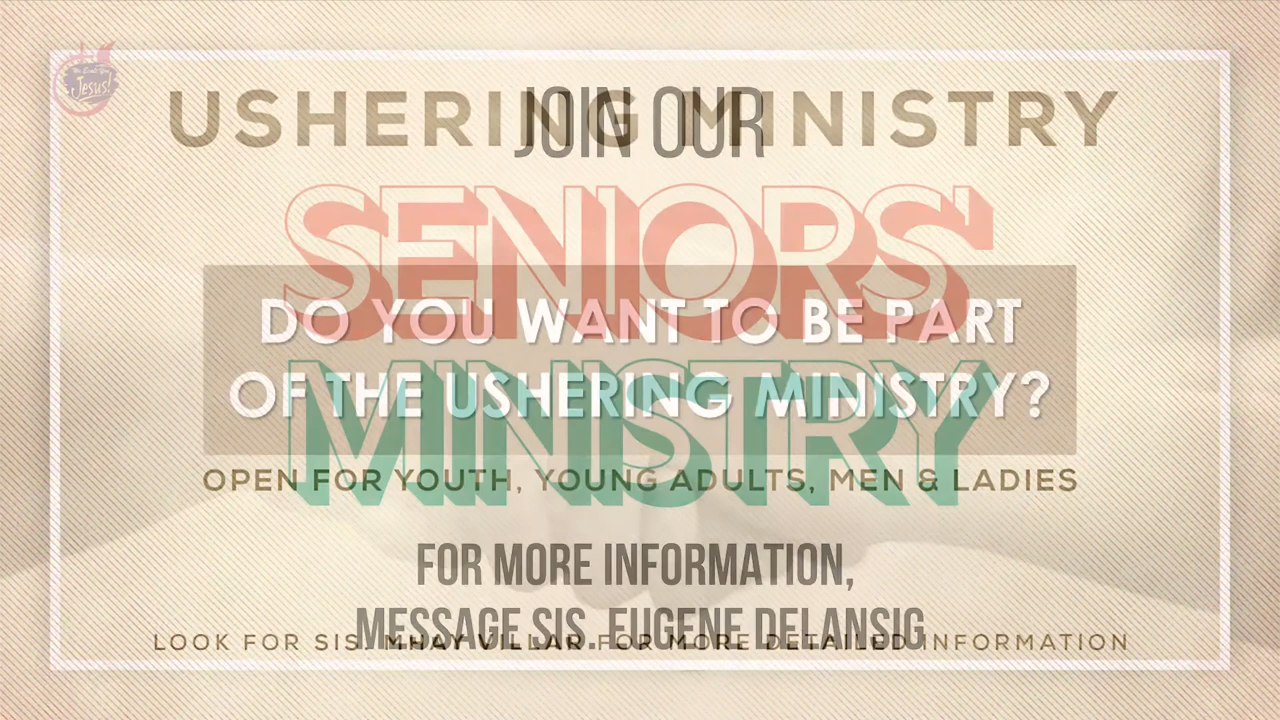 Jesus!
USHERING MINISTRY
JOIN OUR
SENIORS'
MINISTRY
DO YOU WANT TO BE PART
OF THE USHERING MINISTRY?
OPEN FOR YOUTH, YOUNG ADULTS, MEN & LADIES
FOR MORE INFORMATION,
MESSAGE SIS. EUGENE DELANSIG
LOOK FOR SIS. MHAY VILLAR FOR MORE DETAILED INFORMATION